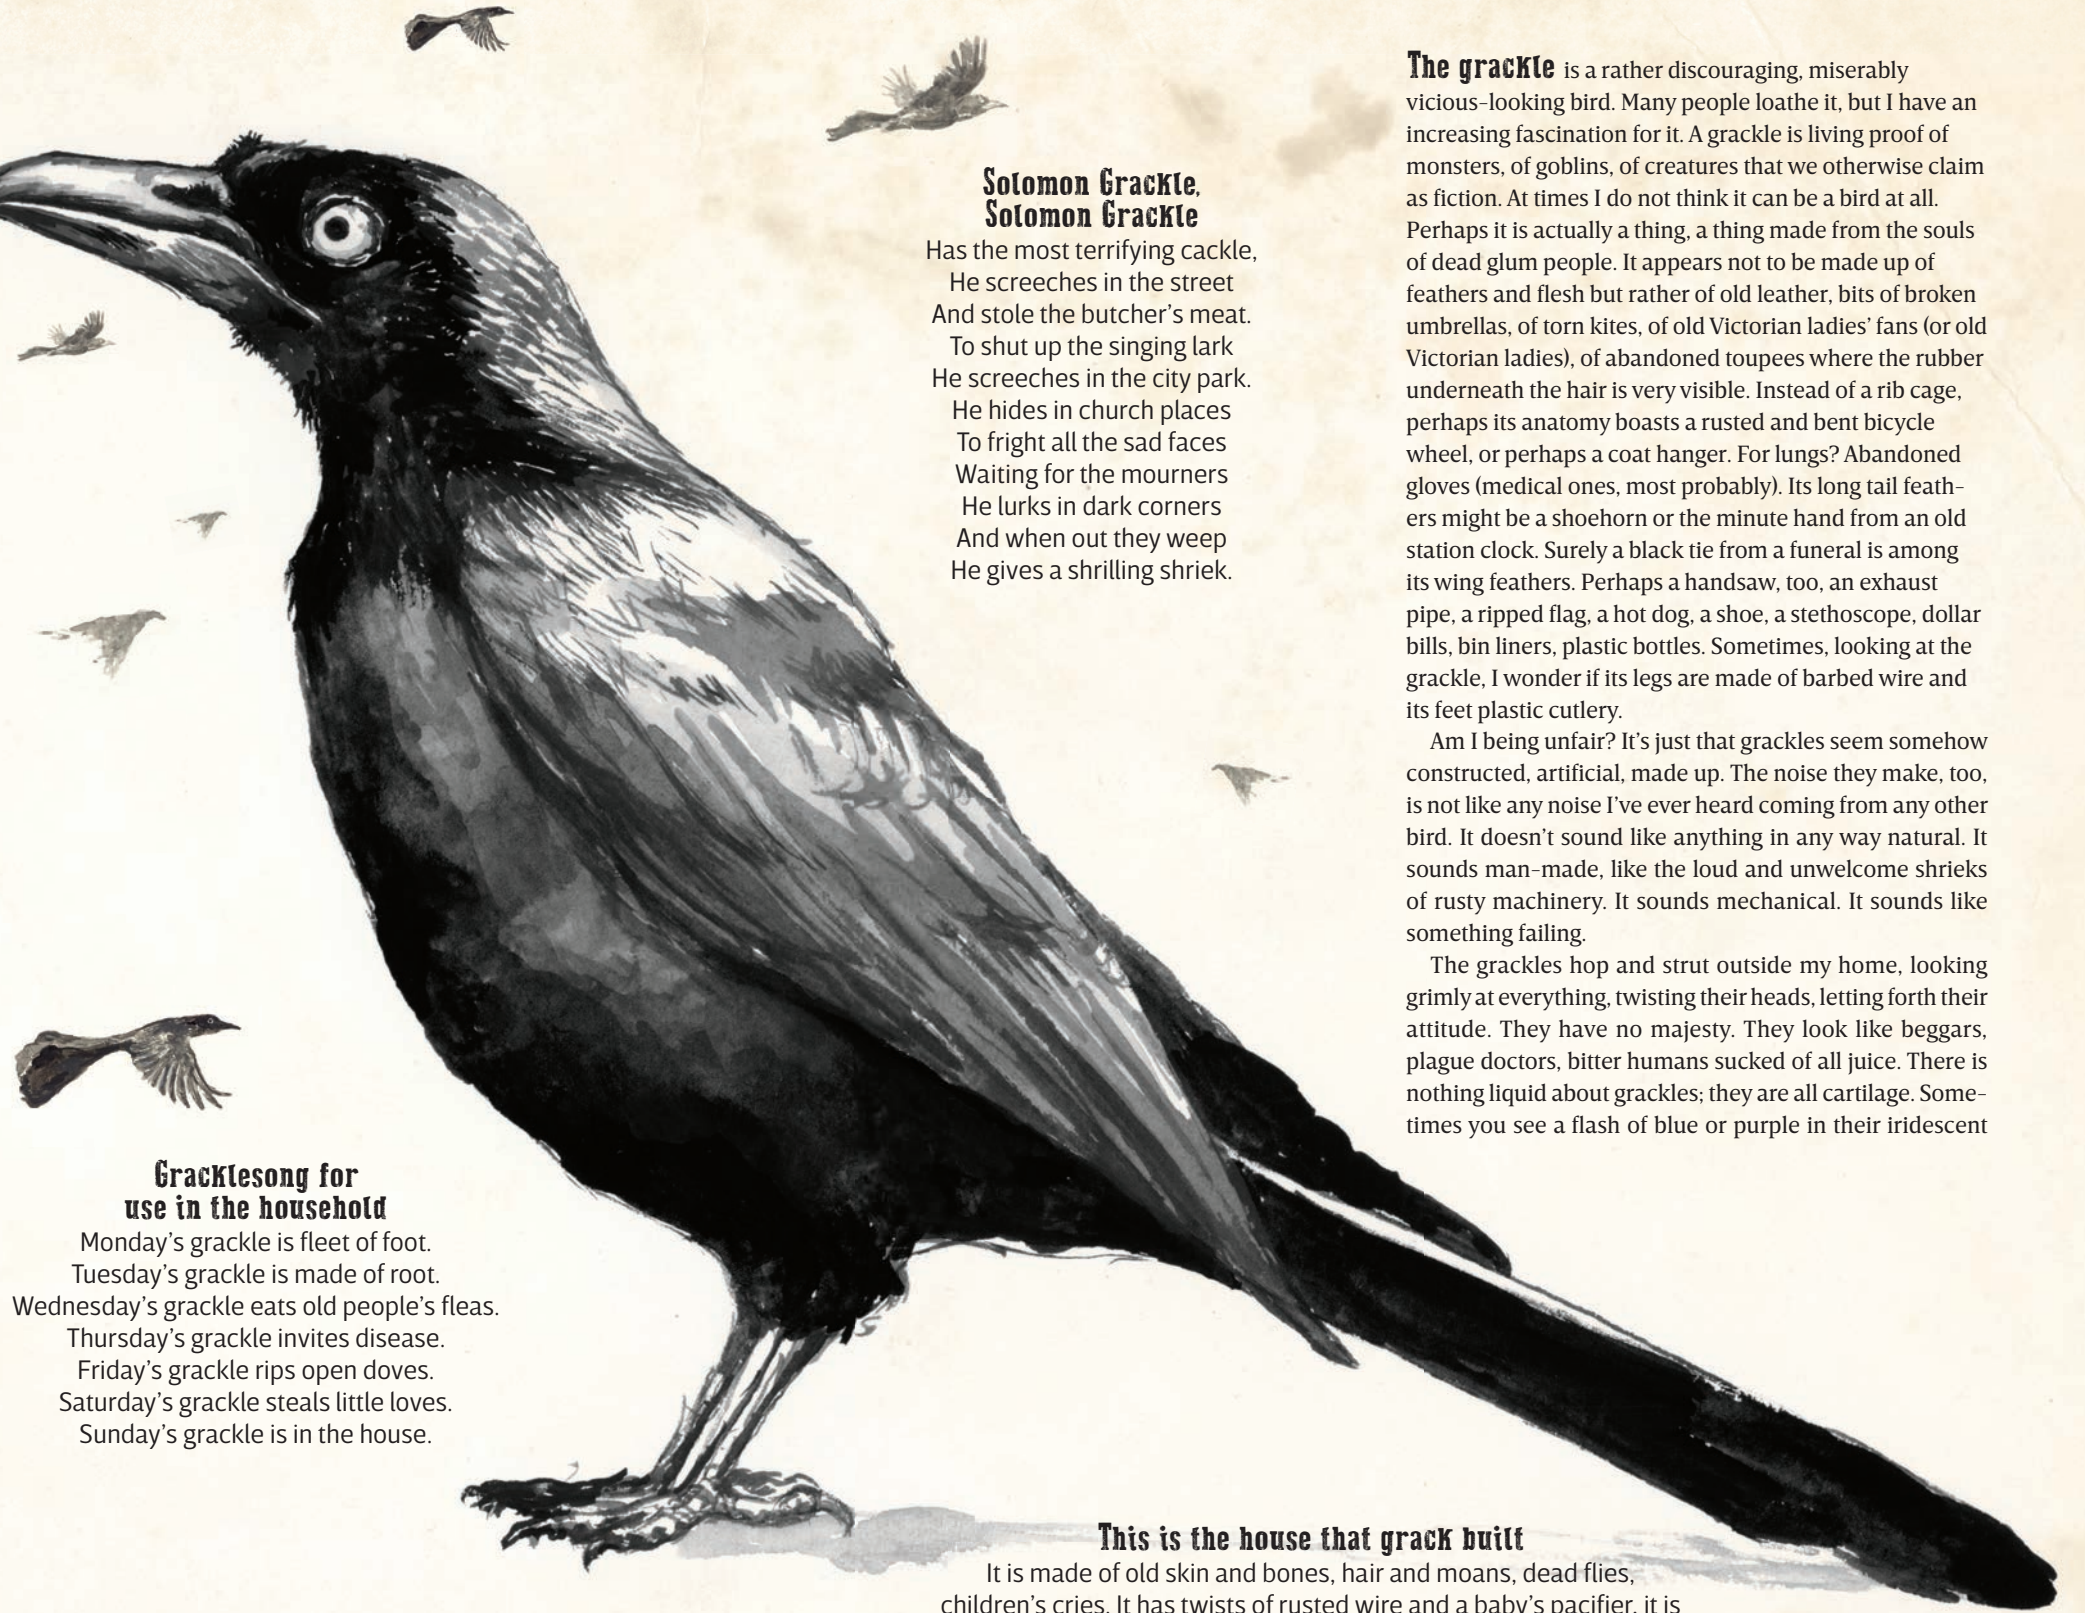 The grackle is a rather discouraging, miserably
vicious-looking bird. Many people loathe it, but I have an
increasing fascination for it. A grackle is living proof of
monsters, of goblins, of creatures that we otherwise claim
as fiction. At times I do not think it can be a bird at all.
Perhaps it is actually a thing, a thing made from the souls
of dead glum people. It appears not to be made up of
feathers and flesh but rather of old leather, bits of broken
umbrellas, of torn kites, of old Victorian ladies’ fans (or old
Victorian ladies), of abandoned toupees where the rubber
underneath the hair is very visible. Instead of a rib cage,
perhaps its anatomy boasts a rusted and bent bicycle
wheel, or perhaps a coat hanger. For lungs? Abandoned
gloves (medical ones, most probably). Its long tail feath-
ers might be a shoehorn or the minute hand from an old
station clock. Surely a black tie from a funeral is among
its wing feathers. Perhaps a handsaw, too, an exhaust
pipe, a ripped flag, a hot dog, a shoe, a stethoscope, dollar
bills, bin liners, plastic bottles. Sometimes, looking at the
grackle, I wonder if its legs are made of barbed wire and
its feet plastic cutlery.
Am I being unfair? It’s just that grackles seem somehow
constructed, artificial, made up. The noise they make, too,
is not like any noise I’ve ever heard coming from any other
bird. It doesn’t sound like anything in any way natural. It
sounds man-made, like the loud and unwelcome shrieks
of rusty machinery. It sounds mechanical. It sounds like
something failing.
The grackles hop and strut outside my home, looking
grimly at everything, twisting their heads, letting forth their
attitude. They have no majesty. They look like beggars,
plague doctors, bitter humans sucked of all juice. There is
nothing liquid about grackles; they are all cartilage. Some-
times you see a flash of blue or purple in their iridescent
Solomon Grackle,
Solomon Grackle
Has the most terrifying cackle,
He screeches in the street
And stole the butcher’s meat.
To shut up the singing lark
He screeches in the city park.
He hides in church places
To fright all the sad faces
Waiting for the mourners
He lurks in dark corners
And when out they weep
He gives a shrilling shriek.
Gracklesong for
use in the household
Monday’s grackle is fleet of foot.
Tuesday’s grackle is made of root.
Wednesday’s grackle eats old people’s fleas.
Thursday’s grackle invites disease.
Friday’s grackle rips open doves.
Saturday’s grackle steals little loves.
Sunday’s grackle is in the house.
This is the house that grack built
It is made of old skin and bones, hair and moans, dead flies,
children’s cries. It has twists of rusted wire and a baby’s pacifier, it is